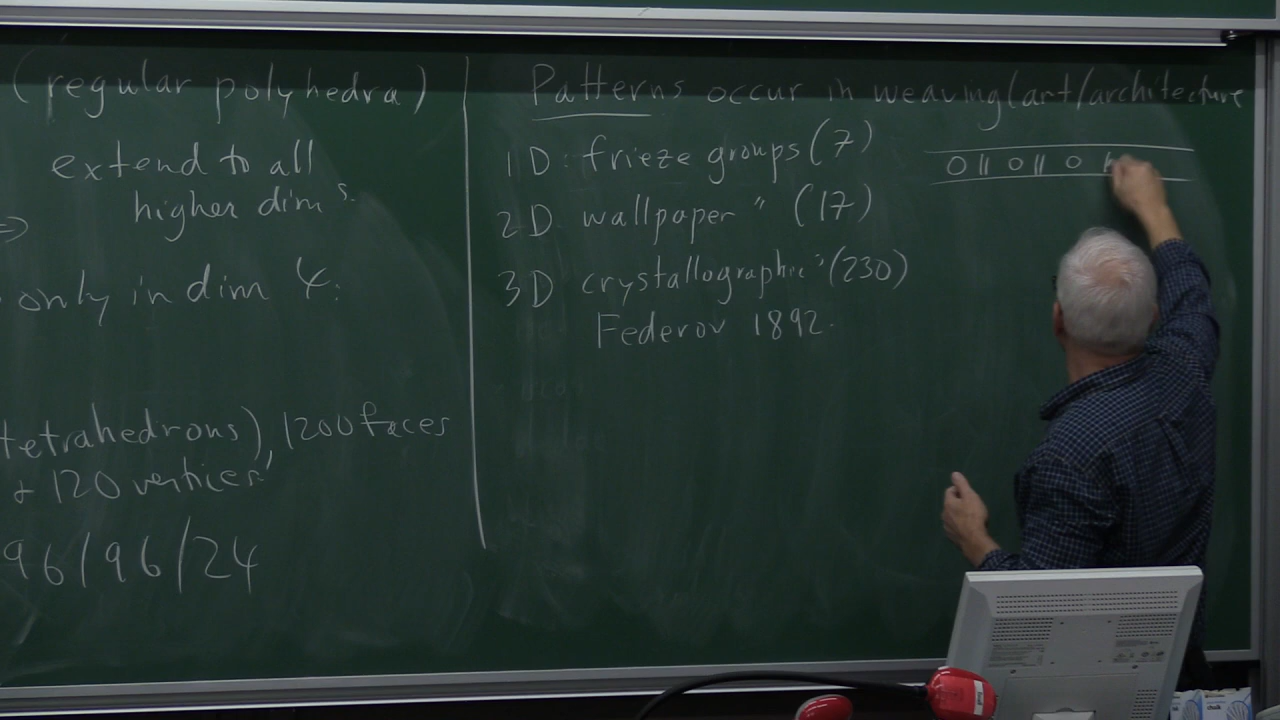 (regular polyhedra)
extend to all
higher dim s.
=>
only in dim 4:
tetrahedrons), 1200 faces
+ 120 vertices
96/96/24
Patterns occur in weaving/art/architecture
1D: frieze groups (7)
0 || 0 || 0
2D wallpaper " (17)
3D crystallographic " (230)
Federov 1892.